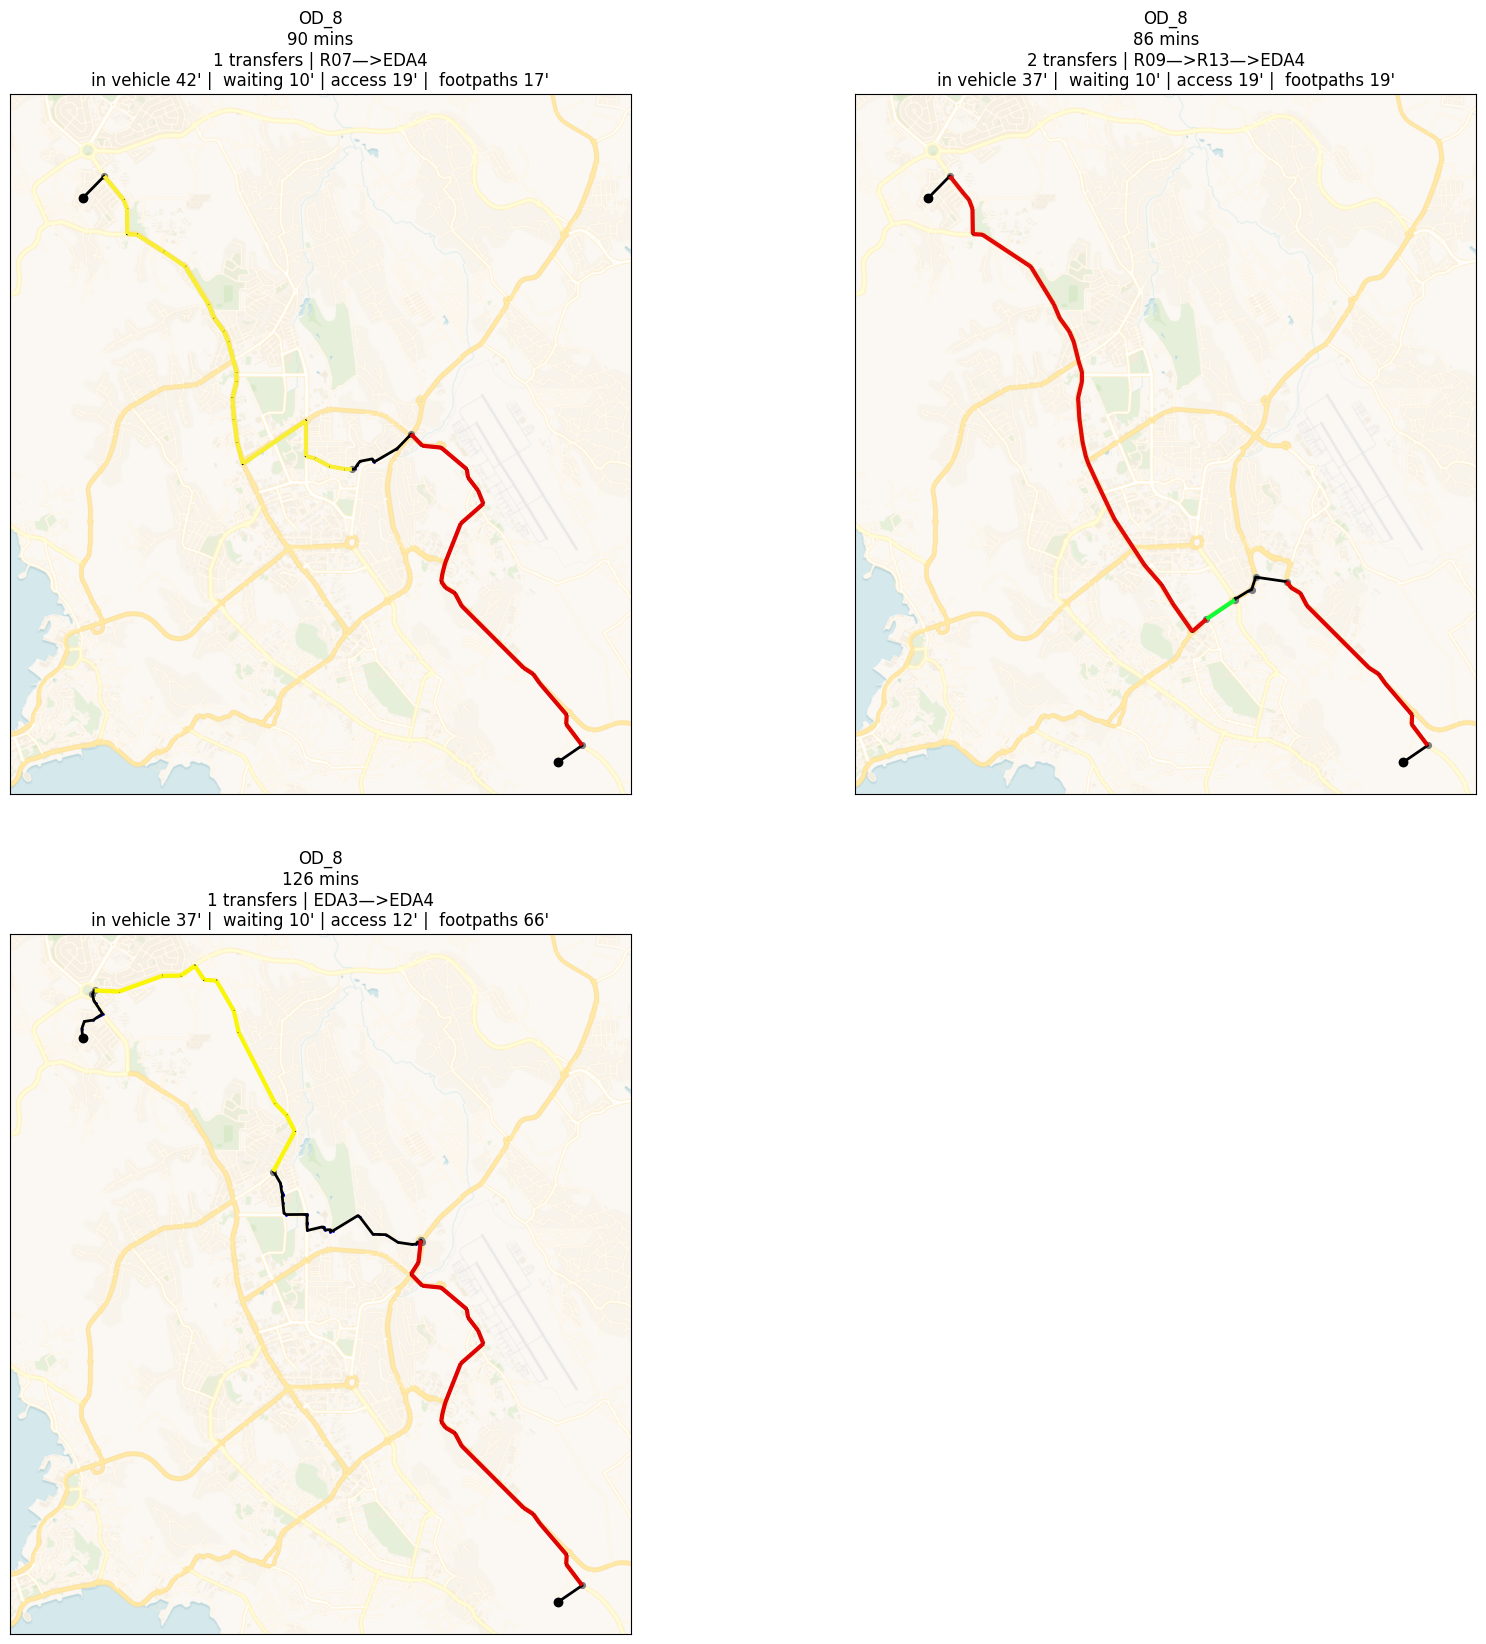 OD_8
90 mins
1 transfers | R07—>EDA4
in vehicle 42' |  waiting 10' | access 19' |  footpaths 17'
OD_8
86 mins
2 transfers | R09—>R13—>EDA4
in vehicle 37' |  waiting 10' | access 19' |  footpaths 19'
OD_8
126 mins
1 transfers | EDA3—>EDA4
in vehicle 37' |  waiting 10' | access 12' |  footpaths 66'